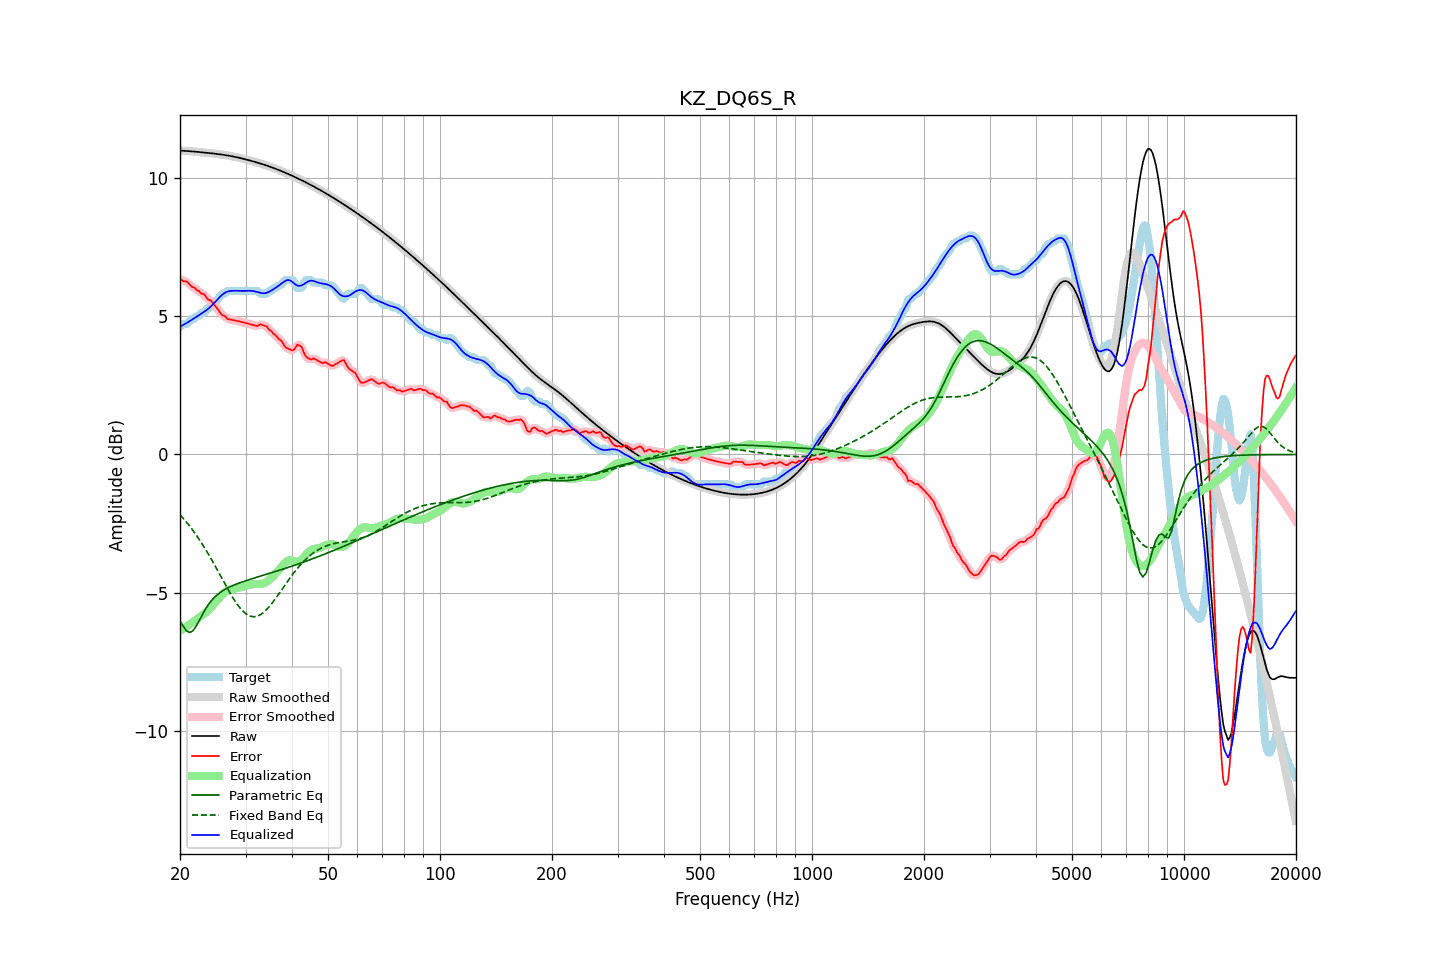 KZ_DQ6S_R
Amplitude (dBr)
10
5
0
−5
−10
Target
Raw Smoothed
Error Smoothed
Raw
Error
Equalization
Parametric Eq
Fixed Band Eq
Equalized
20 50 100 200 500 1000 2000 5000 10000 20000
Frequency (Hz)